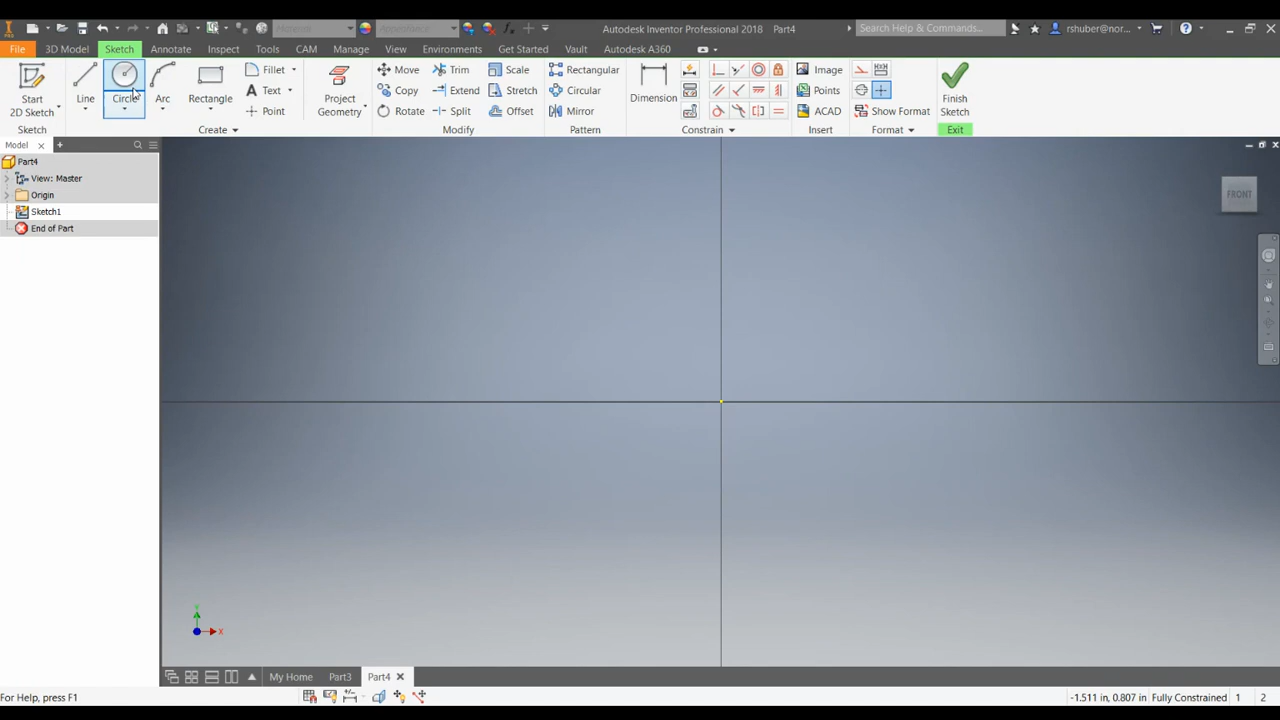 Materials
Appearance
Autodesk Inventor Professional 2018 Part4
Search Help & Commands...
rshuber@nor...
File 3D Model Sketch Annotate Inspect Tools CAM Manage View Environments Get Started Vault Autodesk A360
Start
2D Sketch
Line
Circle
Arc
Rectangle
Fillet
Text
Point
Project
Geometry
Move Trim Scale
Copy Extend Stretch
Rotate Split Offset
Rectangular
Circular
Mirror
Dimension
Image
Points
ACAD
Show Format
Finish
Sketch
Sketch Create Modify Pattern Constrain Insert Format Exit
Model
Part4
View: Master
Origin
Sketch1
End of Part
FRONT
Y
X
My Home Part3 Part4
For Help, press F1
-1.511 in, 0.807 in Fully Constrained 1 2